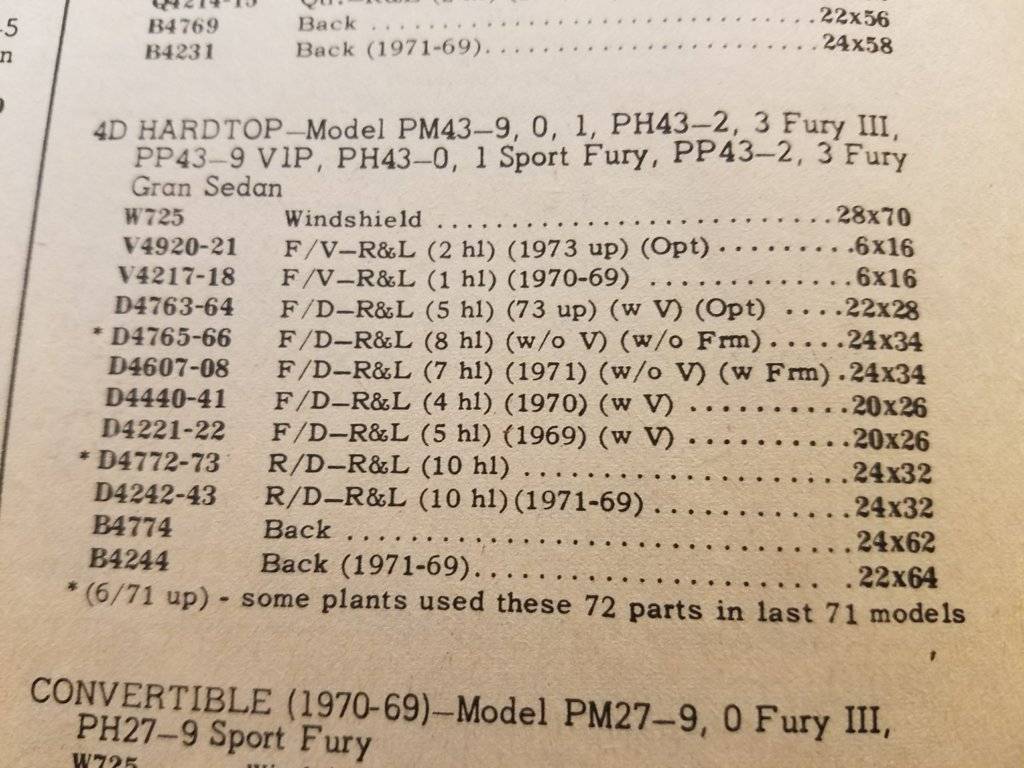 -5
n
B4769 Back ................................22x56
B4231 Back (1971-69)........................24x58
4D HARDTOP—Model PM43—9, 0, 1, PH43—2, 3 Fury III,
PP43—9 VIP, PH43—0, 1 Sport Fury, PP43—2, 3 Fury
Gran Sedan
W725 Windshield ............................28x70
V4920-21 F/V—R&L (2 hl) (1973 up) (Opt).........6x16
V4217-18 F/V—R&L (1 hl) (1970-69) .............6x16
D4763-64 F/D—R&L (5 hl) (73 up) (w V) (Opt) ....22x28
* D4765-66 F/D—R&L (8 hl) (w/o V) (w/o Frm).....24x34
D4607-08 F/D—R&L (7 hl) (1971) (w/o V) (w Frm).24x34
D4440-41 F/D—R&L (4 hl) (1970) (w V) ..........20x26
D4221-22 F/D—R&L (5 hl) (1969) (w V) ..........20x26
* D4772-73 R/D—R&L (10 hl) .....................24x32
D4242-43 R/D—R&L (10 hl) (1971-69).............24x32
B4774 Back ................................24x62
B4244 Back (1971-69)....................... .22x64
* (6/71 up) - some plants used these 72 parts in last 71 models
CONVERTIBLE (1970-69)—Model PM27—9, 0 Fury III,
PH27—9 Sport Fury
W725